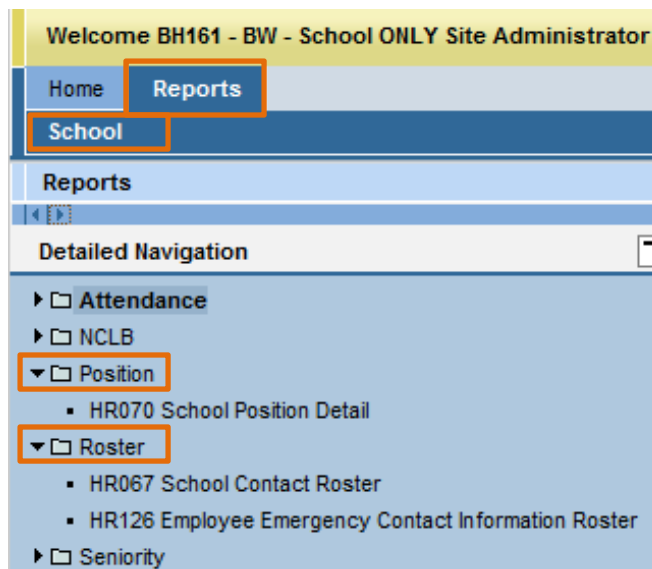 Welcome BH161 - BW - School ONLY Site Administrator
Home Reports
School
Reports
Detailed Navigation
Attendance
NCLB
Position
HR070 School Position Detail
Roster
HR067 School Contact Roster
HR126 Employee Emergency Contact Information Roster
Seniority